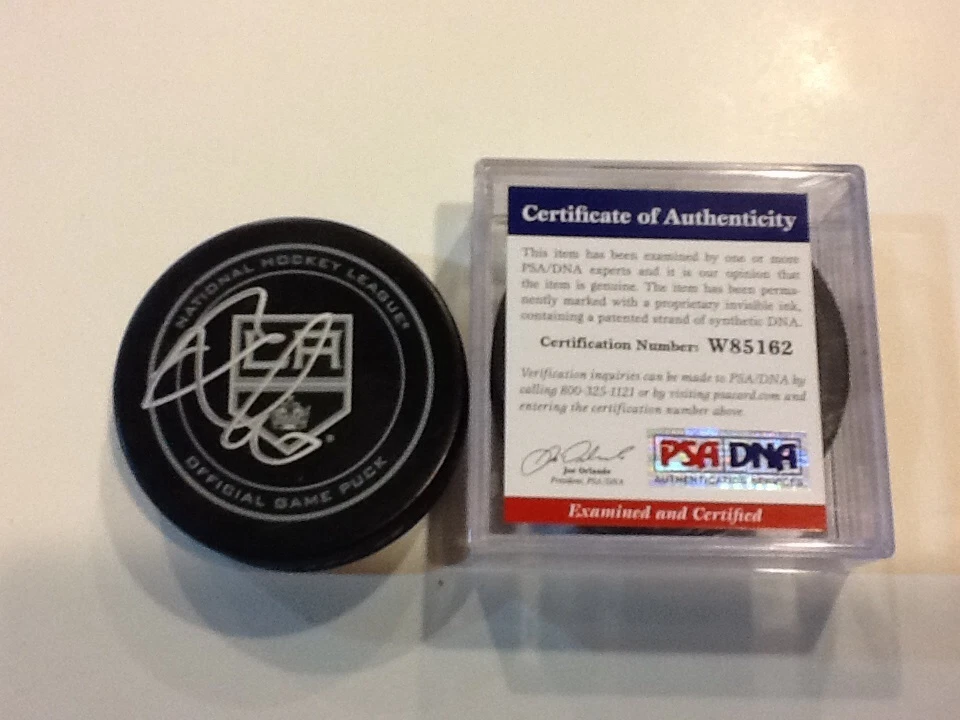 NATIONAL HOCKEY LEAGUE®
LA
®
OFFICIAL GAME PUCK
Certificate of Authenticity
This item has been examined by one or more
PSA/DNA experts and it is our opinion that
the item is genuine. The item has been perma-
nently marked with a proprietary invisible ink,
containing a patented strand of synthetic DNA.
Certification Number: W85162
Verification inquiries can be made to PSA/DNA by
calling 800-325-1121 or by visiting psacard.com and
entering the certification number above.
Joe Orlando
President, PSA/DNA
PSA DNA
AUTHENTICATION SERVICES
Examined and Certified